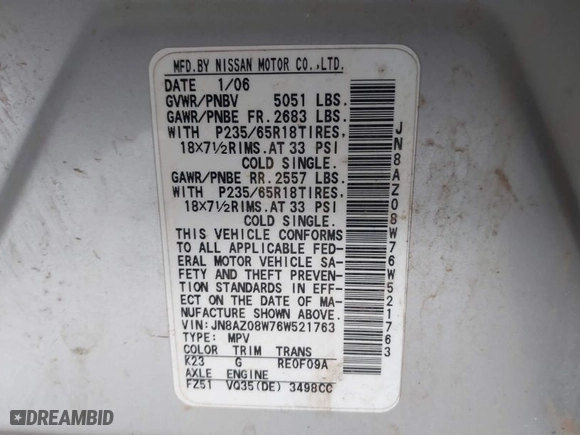 MFD.BY NISSAN MOTOR CO.,LTD.
DATE 1/06
GVWR/PNBV 5051 LBS.
GAWR/PNBE FR.2683 LBS.
WITH P235/65R18TIRES,
18×7½RIMS.AT 33 PSI
COLD SINGLE.
GAWR/PNBE RR.2557 LBS.
WITH P235/65R18TIRES,
18×7½RIMS.AT 33 PSI
COLD SINGLE.
THIS VEHICLE CONFORMS
TO ALL APPLICABLE FED-
ERAL MOTOR VEHICLE SA-
FETY AND THEFT PREVEN-
TION STANDARDS IN EFF-
ECT ON THE DATE OF MA-
NUFACTURE SHOWN ABOVE.
VIN:JN8AZ08W76W521763
TYPE: MPV
COLOR TRIM TRANS
K23 G RE0F09A
AXLE ENGINE
FZ51 VQ35(DE) 3498CC
JN8AZ08W76W521763
DREAMBID
DREAMBID.COM